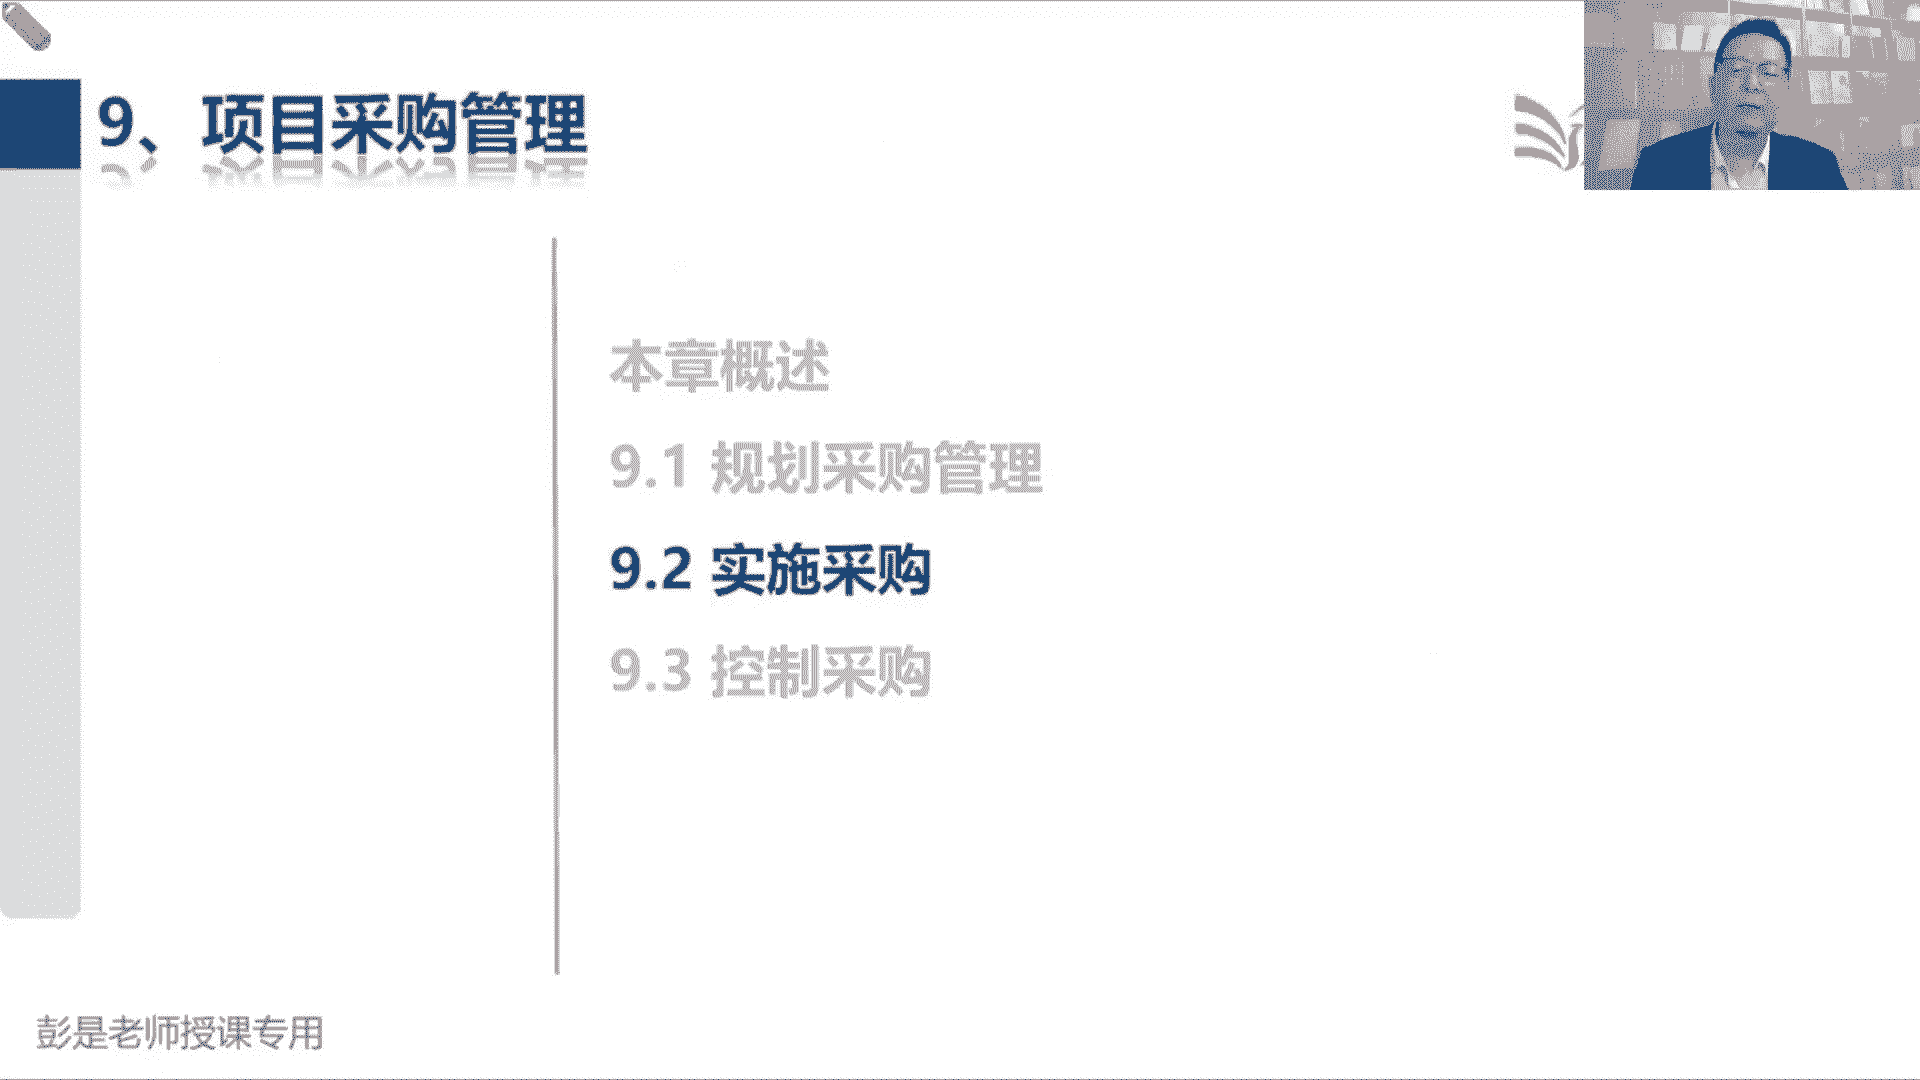 9、项目采购管理
本章概述
9.1 规划采购管理
9.2 实施采购
9.3 控制采购
彭是老师授课专用